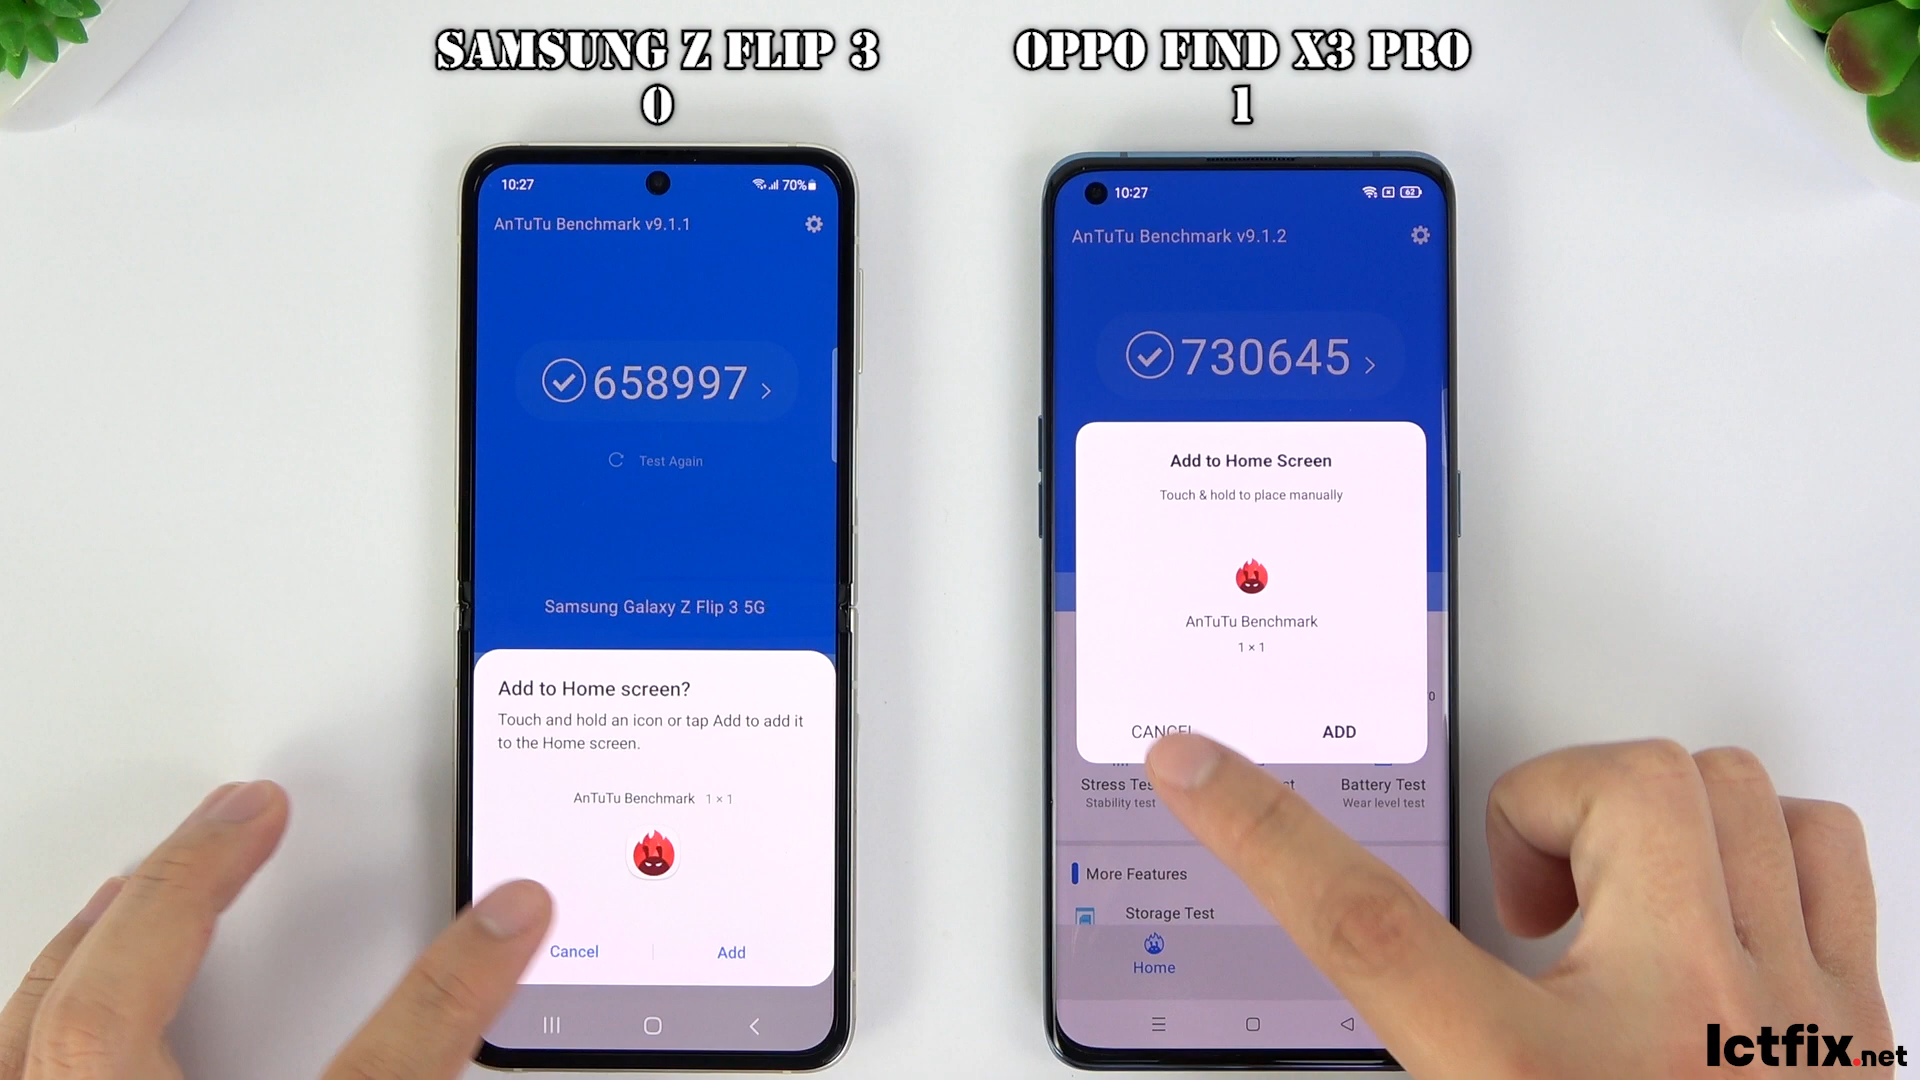 SAMSUNG Z FLIP 3
0
OPPO FIND X3 PRO
1
10:27
70%
AnTuTu Benchmark v9.1.1
658997
Test Again
Samsung Galaxy Z Flip 3 5G
Add to Home screen?
Touch and hold an icon or tap Add to add it
to the Home screen.
AnTuTu Benchmark 1 × 1
Cancel
Add
10:27
62
AnTuTu Benchmark v9.1.2
730645
Add to Home Screen
Touch & hold to place manually
AnTuTu Benchmark
1 × 1
CANCEL
ADD
Stress Test
Stability test
Battery Test
Wear level test
More Features
Storage Test
Home
Ictfix.net